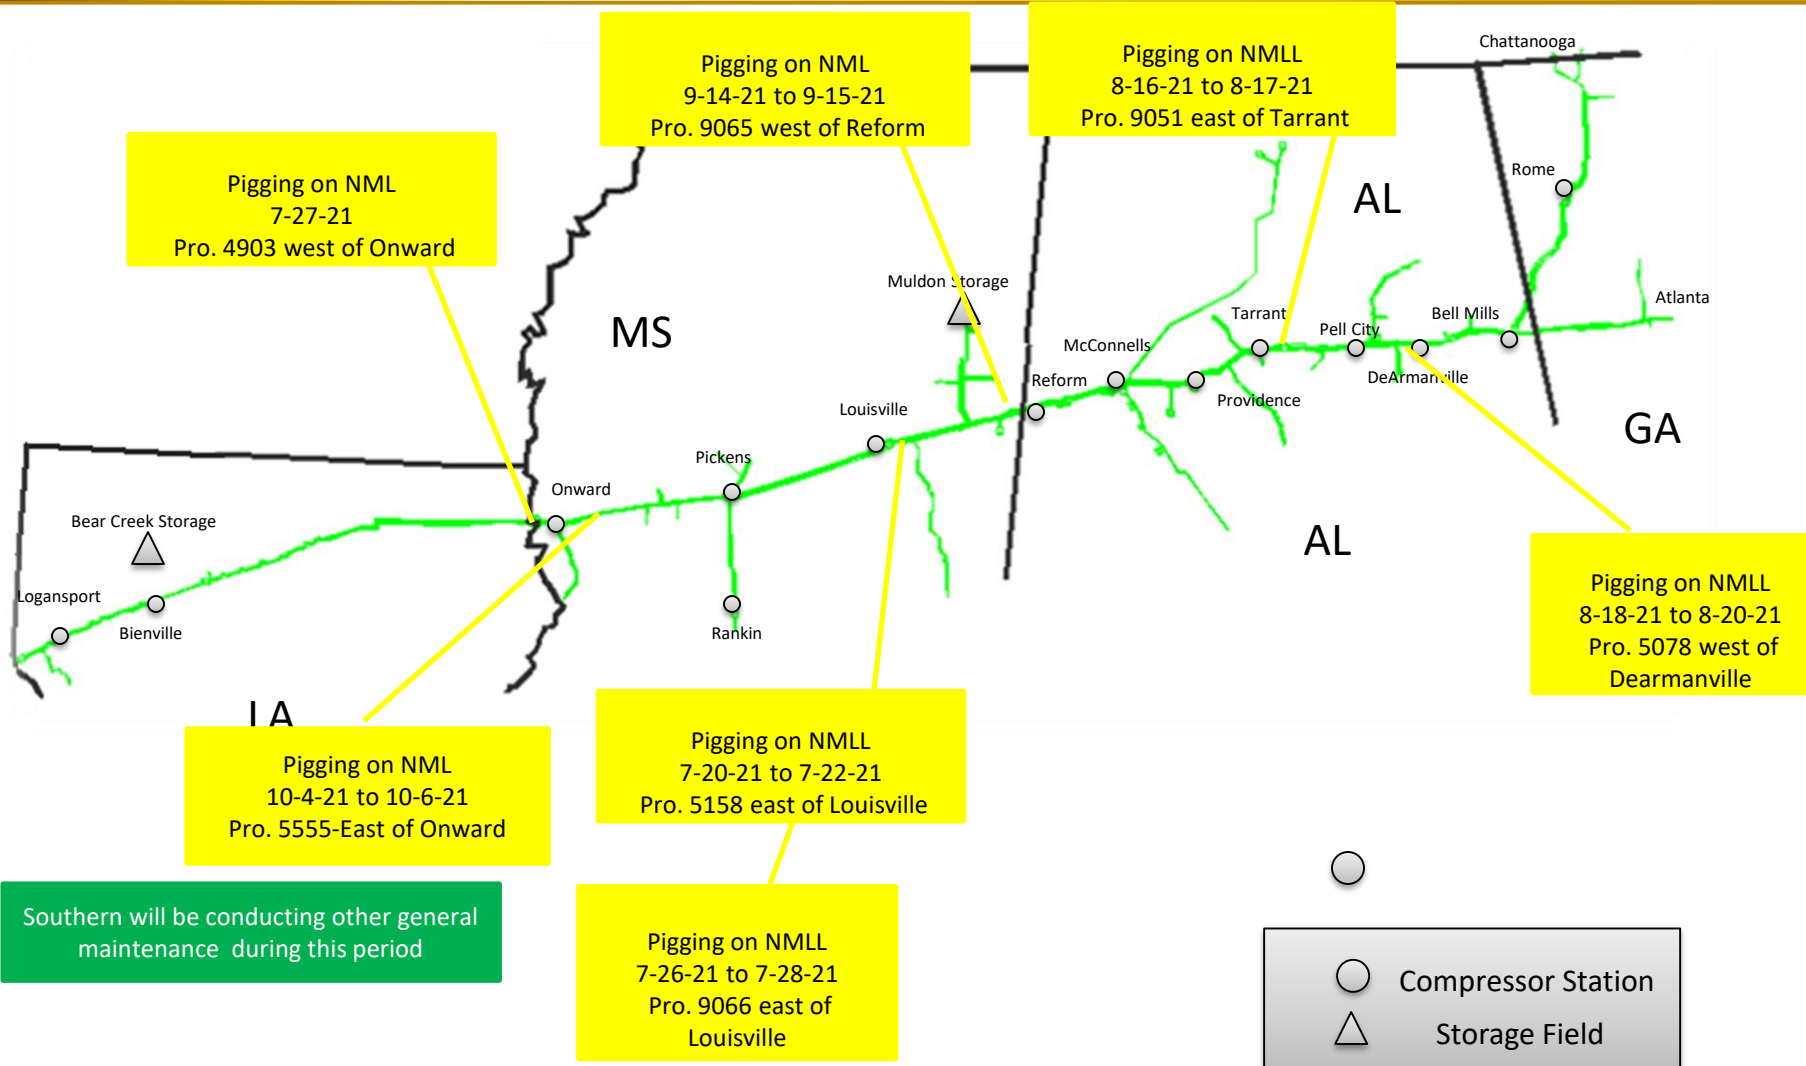 Chattanooga
Pigging on NML
9-14-21 to 9-15-21
Pro. 9065 west of Reform
Pigging on NMLL
8-16-21 to 8-17-21
Pro. 9051 east of Tarrant
Pigging on NML
7-27-21
Pro. 4903 west of Onward
Rome
AL
Muldon Storage
MS
Tarrant
Pell City
Bell Mills
Atlanta
McConnells
Reform
DeArmanville
Providence
Louisville
GA
Pickens
Onward
Bear Creek Storage
AL
Logansport
Bienville
Rankin
Pigging on NMLL
8-18-21 to 8-20-21
Pro. 5078 west of
Dearmanville
LA
Pigging on NML
10-4-21 to 10-6-21
Pro. 5555-East of Onward
Pigging on NMLL
7-20-21 to 7-22-21
Pro. 5158 east of Louisville
Southern will be conducting other general
maintenance  during this period
Pigging on NMLL
7-26-21 to 7-28-21
Pro. 9066 east of
Louisville
Compressor Station
Storage Field